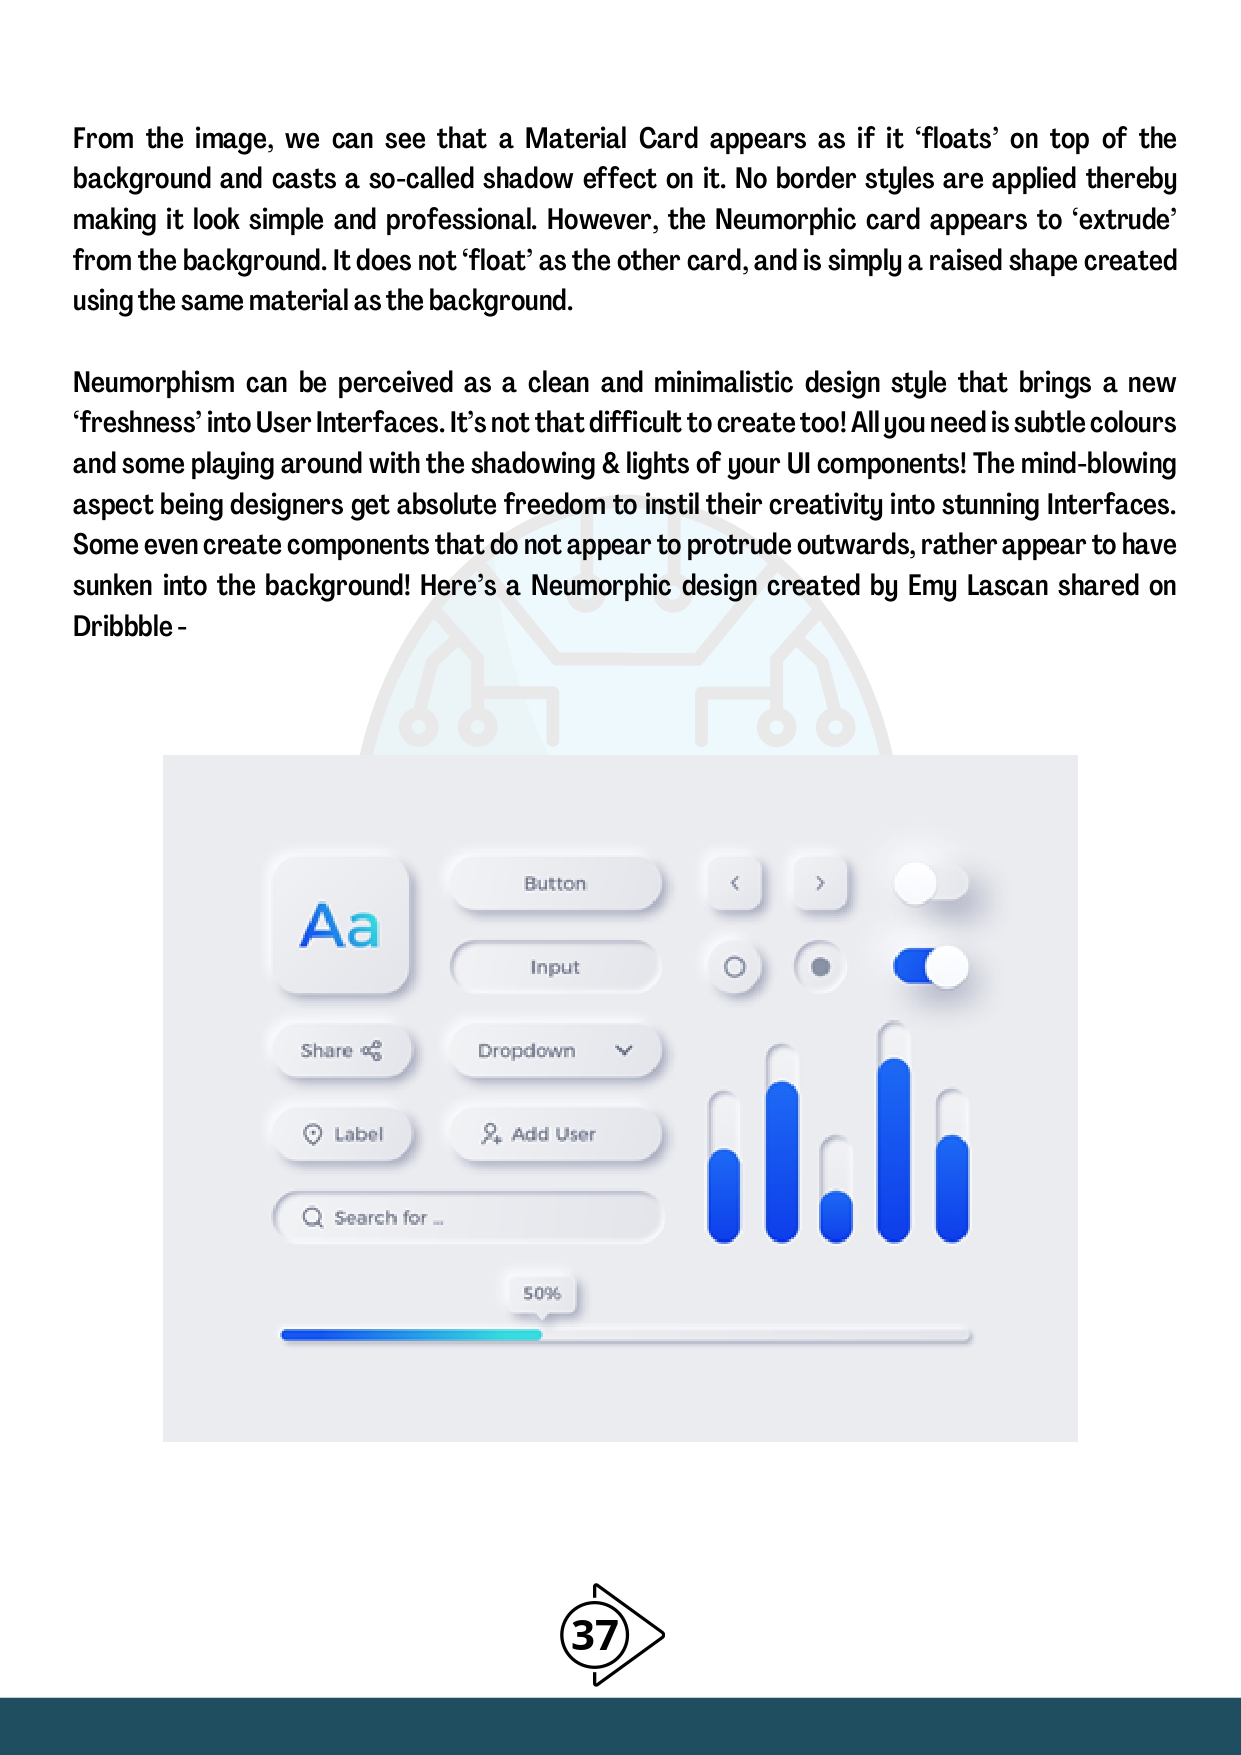 From the image, we can see that a Material Card appears as if it ‘floats’ on top of the
background and casts a so-called shadow effect on it. No border styles are applied thereby
making it look simple and professional. However, the Neumorphic card appears to ‘extrude’
from the background. It does not ‘float’ as the other card, and is simply a raised shape created
using the same material as the background.
Neumorphism can be perceived as a clean and minimalistic design style that brings a new
‘freshness’ into User Interfaces. It’s not that difficult to create too! All you need is subtle colours
and some playing around with the shadowing & lights of your UI components! The mind-blowing
aspect being designers get absolute freedom to instil their creativity into stunning Interfaces.
Some even create components that do not appear to protrude outwards, rather appear to have
sunken into the background! Here’s a Neumorphic design created by Emy Lascan shared on
Dribbble -
Aa
Button
Input
Share
Dropdown
Label
Add User
Search for ...
50%
37